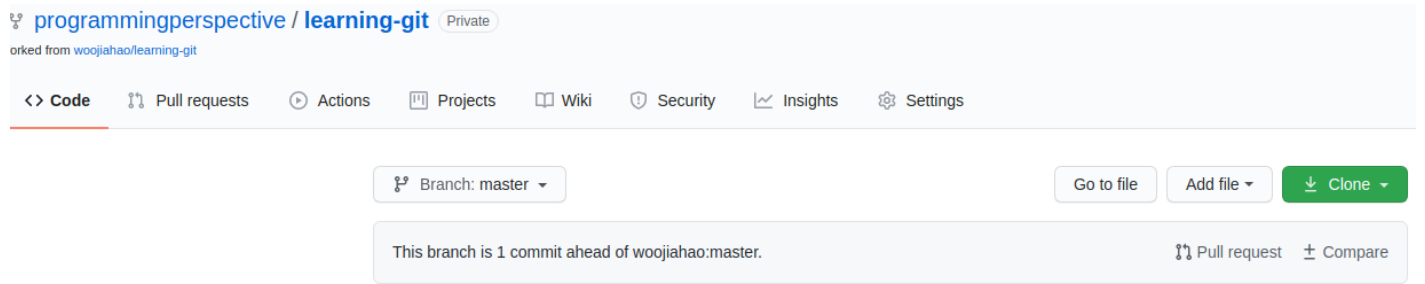 programmingperspective / learning-git Private
orked from woojiahao/learning-git
<> Code Pull requests Actions Projects Wiki Security Insights Settings
Branch: master Go to file Add file Clone
This branch is 1 commit ahead of woojiahao:master. Pull request Compare